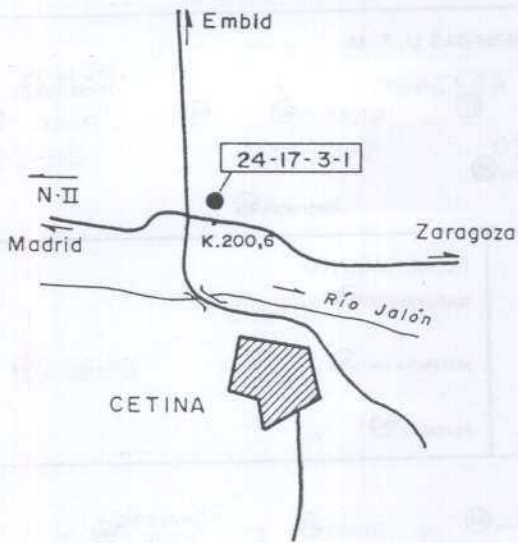 Embid
24-17-3-1
N-II
Madrid
K.200,6
Zaragoza
Río Jalón
CETINA